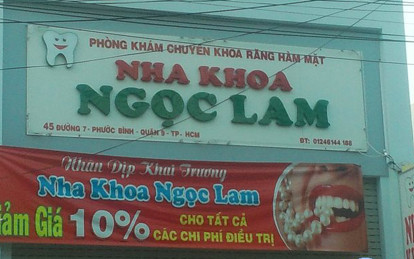 PHÒNG KHÁM CHUYÊN KHOA RĂNG HÀM MẶT
NHA KHOA
NGỌC LAM
45 ĐƯỜNG 7 - PHƯỚC BÌNH - QUẬN 9 - TP - HCM
ĐT: 01248144 188
Nhân Dịp Khai Trương
Nha Khoa Ngọc Lam
Giá 10%
CHO TẤT CẢ
CÁC CHI PHÍ ĐIỀU TRỊ